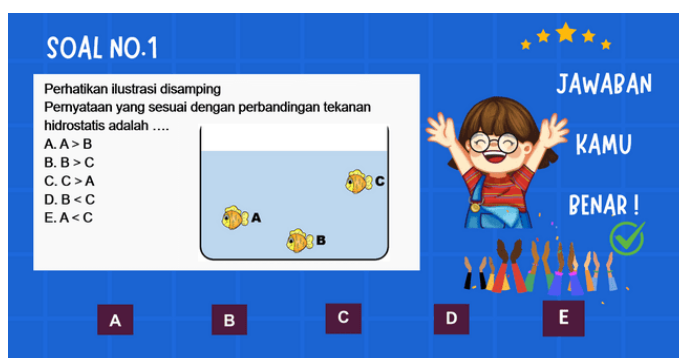 SOAL NO.1
Perhatikan ilustrasi disamping
Pernyataan yang sesuai dengan perbandingan tekanan
hidrostatis adalah ....
A. A > B
B. B > C
C. C > A
D. B < C
E. A < C
C
A
B
JAWABAN
KAMU
BENAR !
A
B
C
D
E